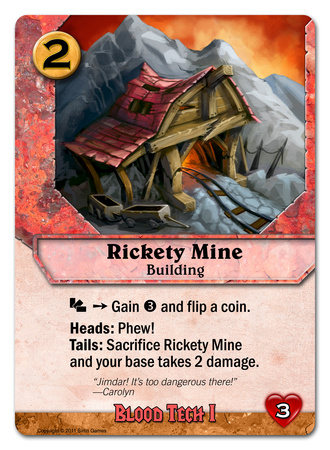 2
Rickety Mine
Building
→ Gain ❸ and flip a coin.
Heads: Phew!
Tails: Sacrifice Rickety Mine
and your base takes 2 damage.
"Jimdar! It's too dangerous there!"
—Carolyn
Blood Tech I
3
Copyright © 2011 Sirlin Games